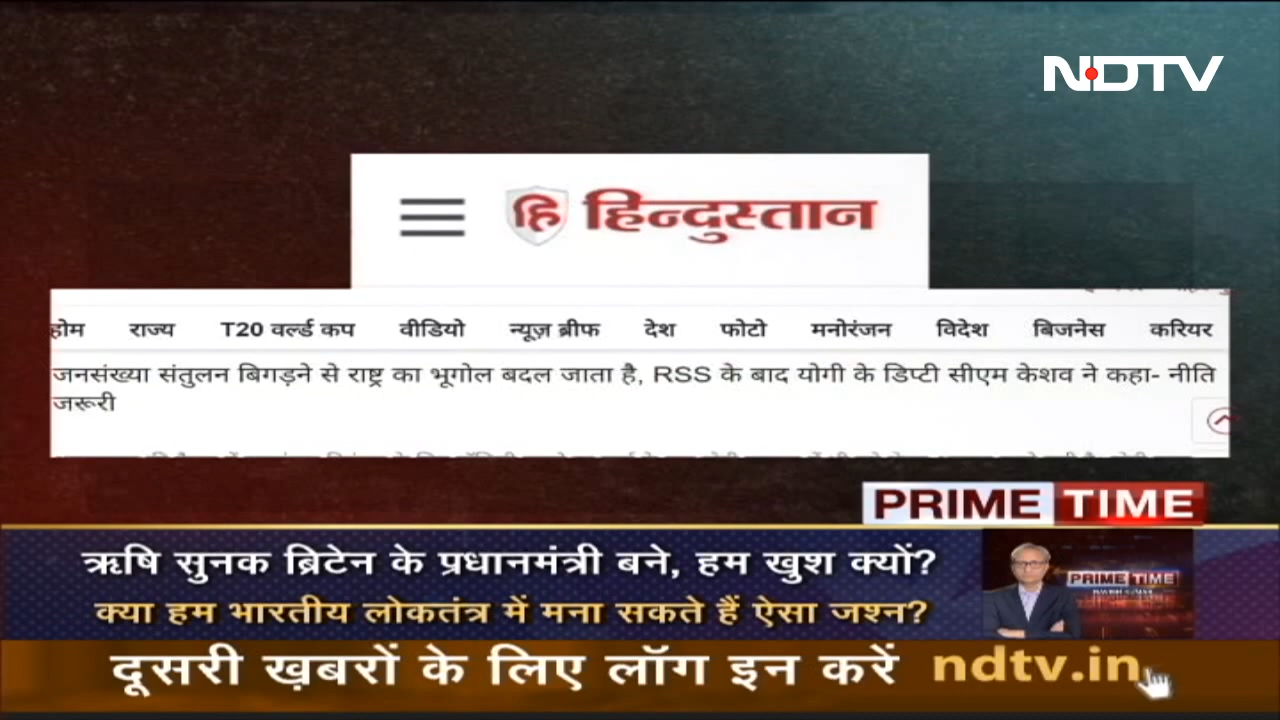 NDTV
हि हिन्दुस्तान
होम राज्य T20 वर्ल्ड कप वीडियो न्यूज़ ब्रीफ देश फोटो मनोरंजन विदेश बिजनेस करियर
जनसंख्या संतुलन बिगड़ने से राष्ट्र का भूगोल बदल जाता है, RSS के बाद योगी के डिप्टी सीएम केशव ने कहा- नीति
जरूरी
PRIME TIME
ऋषि सुनक ब्रिटेन के प्रधानमंत्री बने, हम खुश क्यों?
क्या हम भारतीय लोकतंत्र में मना सकते हैं ऐसा जश्न?
PRIME TIME
दूसरी ख़बरों के लिए लॉग इन करें ndtv.in